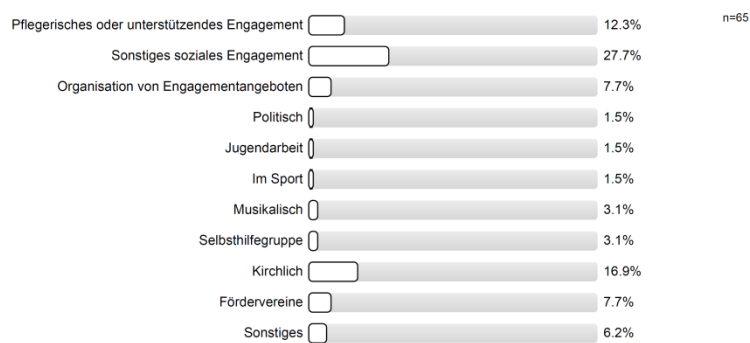 n=65
Pflegerisches oder unterstützendes Engagement 12.3%
Sonstiges soziales Engagement 27.7%
Organisation von Engagementangeboten 7.7%
Politisch 1.5%
Jugendarbeit 1.5%
Im Sport 1.5%
Musikalisch 3.1%
Selbsthilfegruppe 3.1%
Kirchlich 16.9%
Fördervereine 7.7%
Sonstiges 6.2%